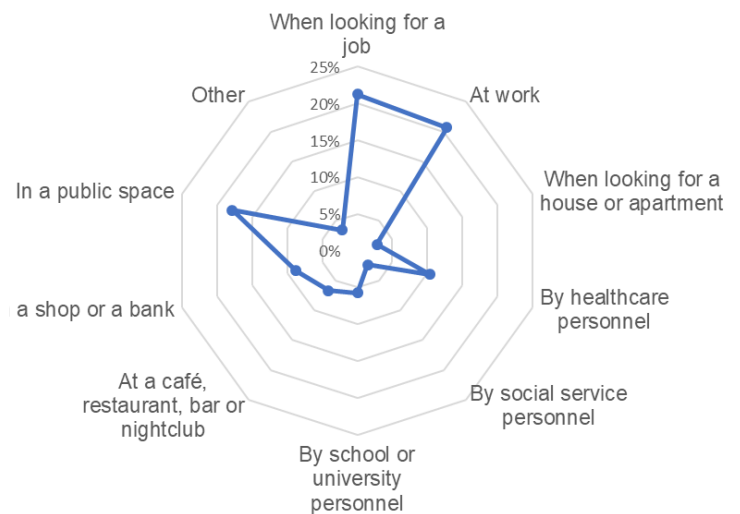 When looking for a
job
25%
20%
15%
10%
5%
0%
At work
When looking for a
house or apartment
By healthcare
personnel
By social service
personnel
By school or
university
personnel
At a café,
restaurant, bar or
nightclub
a shop or a bank
In a public space
Other